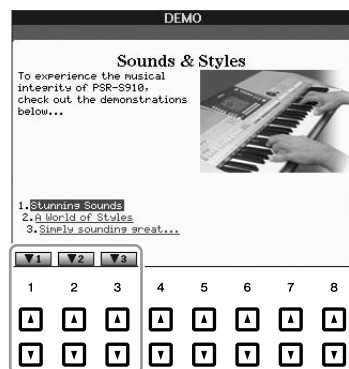 DEMO
Sounds & Styles
To experience the musical
integrity of PSR-S910,
check out the demonstrations
below...
1.Stunning Sounds
2.A World of Styles
3.Simply sounding great...
▼1 ▼2 ▼3
1 2 3 4 5 6 7 8